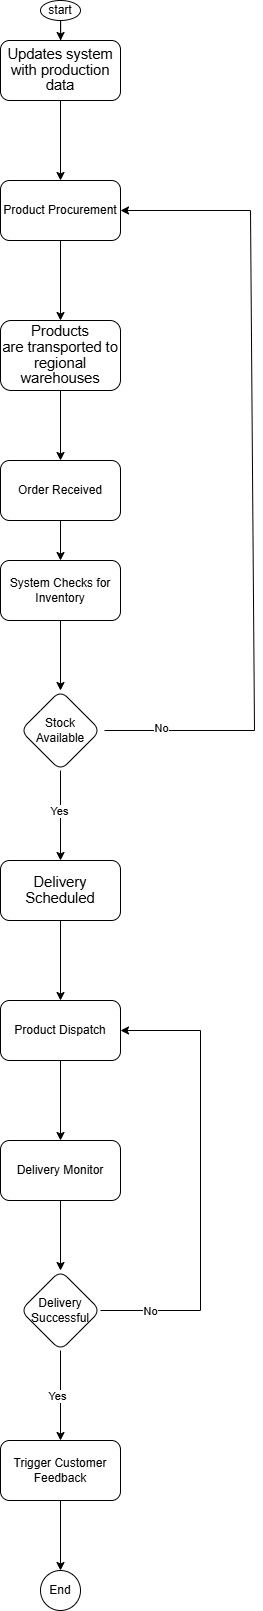 start
Updates system
with production
data
Product Procurement
Products
are transported to
regional
warehouses
Order Received
System Checks for
Inventory
Stock
Available
No
Yes
Delivery
Scheduled
Product Dispatch
Delivery Monitor
Delivery
Successful
No
Yes
Trigger Customer
Feedback
End